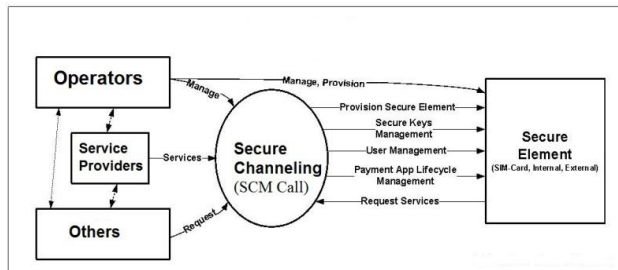 Operators
Manage, Provision
Manage
Provision Secure Element
Secure Keys
Management
Service
Providers
Services
Secure
Channeling
(SCM Call)
User Management
Secure
Element
(SIM-Card, Internal, External)
Payment App Lifecycle
Management
Others
Request
Request Services